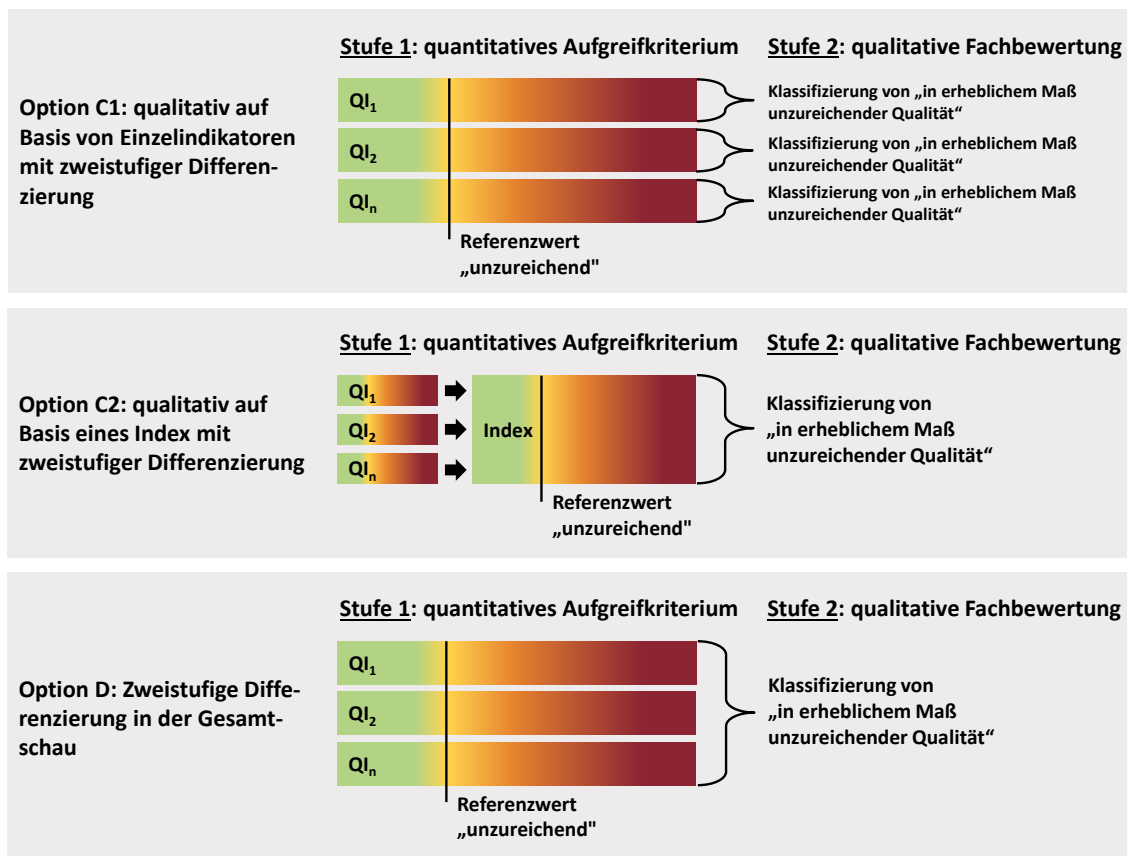 Stufe 1: quantitatives Aufgreifkriterium
Stufe 2: qualitative Fachbewertung
Option C1: qualitativ auf
Basis von Einzelindikatoren
mit zweistufiger Differen-
zierung
QI1
QI2
QIn
Referenzwert
„unzureichend"
Klassifizierung von „in erheblichem Maß
unzureichender Qualität“
Klassifizierung von „in erheblichem Maß
unzureichender Qualität“
Klassifizierung von „in erheblichem Maß
unzureichender Qualität“
Stufe 1: quantitatives Aufgreifkriterium
Stufe 2: qualitative Fachbewertung
Option C2: qualitativ auf
Basis eines Index mit
zweistufiger Differenzierung
QI1
QI2
QIn
Index
Referenzwert
„unzureichend"
Klassifizierung von
„in erheblichem Maß
unzureichender Qualität“
Stufe 1: quantitatives Aufgreifkriterium
Stufe 2: qualitative Fachbewertung
Option D: Zweistufige Diffe-
renzierung in der Gesamt-
schau
QI1
QI2
QIn
Referenzwert
„unzureichend"
Klassifizierung von
„in erheblichem Maß
unzureichender Qualität“